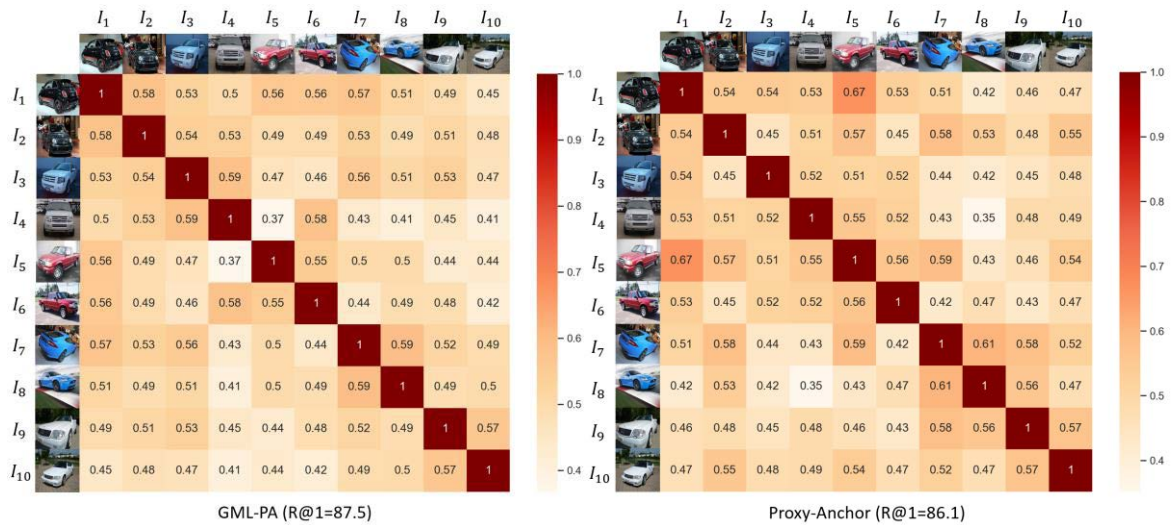 I1 I2 I3 I4 I5 I6 I7 I8 I9 I10
I1 1 0.58 0.53 0.5 0.56 0.56 0.57 0.51 0.49 0.45
I2 0.58 1 0.54 0.53 0.49 0.49 0.53 0.49 0.51 0.48
I3 0.53 0.54 1 0.59 0.47 0.46 0.56 0.51 0.53 0.47
I4 0.5 0.53 0.59 1 0.37 0.58 0.43 0.41 0.45 0.41
I5 0.56 0.49 0.47 0.37 1 0.55 0.5 0.5 0.44 0.44
I6 0.56 0.49 0.46 0.58 0.55 1 0.44 0.49 0.48 0.42
I7 0.57 0.53 0.56 0.43 0.5 0.44 1 0.59 0.52 0.49
I8 0.51 0.49 0.51 0.41 0.5 0.49 0.59 1 0.49 0.5
I9 0.49 0.51 0.53 0.45 0.44 0.48 0.52 0.49 1 0.57
I10 0.45 0.48 0.47 0.41 0.44 0.42 0.49 0.5 0.57 1
1.0
0.9
0.8
0.7
0.6
0.5
0.4
GML-PA (R@1=87.5)
I1 I2 I3 I4 I5 I6 I7 I8 I9 I10
I1 1 0.54 0.54 0.53 0.67 0.53 0.51 0.42 0.46 0.47
I2 0.54 1 0.45 0.51 0.57 0.45 0.58 0.53 0.48 0.55
I3 0.54 0.45 1 0.52 0.51 0.52 0.44 0.42 0.45 0.48
I4 0.53 0.51 0.52 1 0.55 0.52 0.43 0.35 0.48 0.49
I5 0.67 0.57 0.51 0.55 1 0.56 0.59 0.43 0.46 0.54
I6 0.53 0.45 0.52 0.52 0.56 1 0.42 0.47 0.43 0.47
I7 0.51 0.58 0.44 0.43 0.59 0.42 1 0.61 0.58 0.52
I8 0.42 0.53 0.42 0.35 0.43 0.47 0.61 1 0.56 0.47
I9 0.46 0.48 0.45 0.48 0.46 0.43 0.58 0.56 1 0.57
I10 0.47 0.55 0.48 0.49 0.54 0.47 0.52 0.47 0.57 1
1.0
0.9
0.8
0.7
0.6
0.5
0.4
Proxy-Anchor (R@1=86.1)